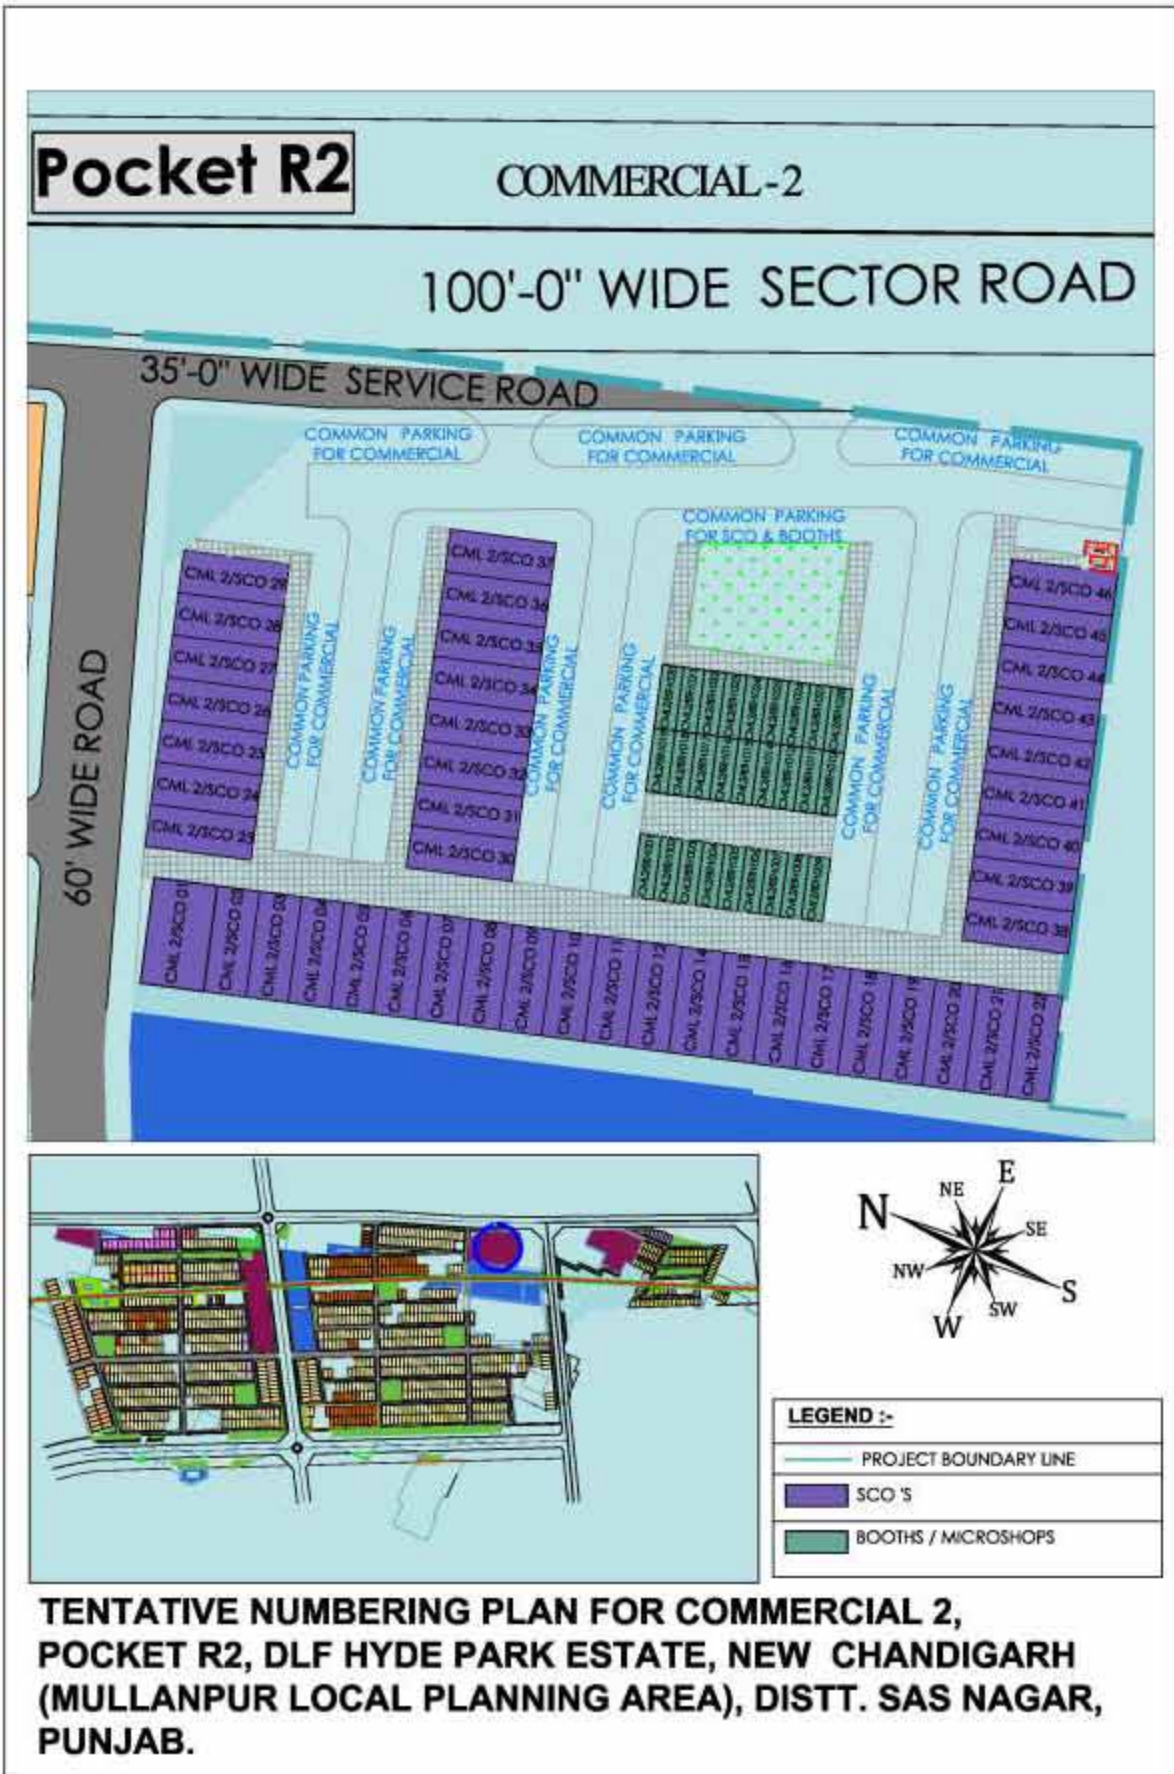 Pocket R2
COMMERCIAL-2
100'-0" WIDE SECTOR ROAD
35'-0" WIDE SERVICE ROAD
COMMON PARKING
FOR COMMERCIAL
COMMON PARKING
FOR COMMERCIAL
COMMON PARKING
FOR COMMERCIAL
COMMON PARKING
FOR SCO & BOOTHS
60' WIDE ROAD
CML 2/SCO 29
CML 2/SCO 28
CML 2/SCO 27
CML 2/SCO 26
CML 2/SCO 25
CML 2/SCO 24
CML 2/SCO 23
COMMON PARKING
FOR COMMERCIAL
COMMON PARKING
FOR COMMERCIAL
CML 2/SCO 37
CML 2/SCO 36
CML 2/SCO 35
CML 2/SCO 34
CML 2/SCO 33
CML 2/SCO 32
CML 2/SCO 31
CML 2/SCO 30
COMMON PARKING
FOR COMMERCIAL
COMMON PARKING
FOR COMMERCIAL
COMMON PARKING
FOR COMMERCIAL
COMMON PARKING
FOR COMMERCIAL
CML 2/SCO 46
CML 2/SCO 45
CML 2/SCO 44
CML 2/SCO 43
CML 2/SCO 42
CML 2/SCO 41
CML 2/SCO 40
CML 2/SCO 39
CML 2/SCO 38
CML 2/SCO 01
CML 2/SCO 02
CML 2/SCO 03
CML 2/SCO 04
CML 2/SCO 05
CML 2/SCO 06
CML 2/SCO 07
CML 2/SCO 08
CML 2/SCO 09
CML 2/SCO 10
CML 2/SCO 11
CML 2/SCO 12
CML 2/SCO 14
CML 2/SCO 15
CML 2/SCO 16
CML 2/SCO 17
CML 2/SCO 18
CML 2/SCO 19
CML 2/SCO 20
CML 2/SCO 21
CML 2/SCO 22
N
NE
E
SE
S
SW
W
NW
LEGEND :-
PROJECT BOUNDARY LINE
SCO 'S
BOOTHS / MICROSHOPS
TENTATIVE NUMBERING PLAN FOR COMMERCIAL 2,
POCKET R2, DLF HYDE PARK ESTATE, NEW CHANDIGARH
(MULLANPUR LOCAL PLANNING AREA), DISTT. SAS NAGAR,
PUNJAB.